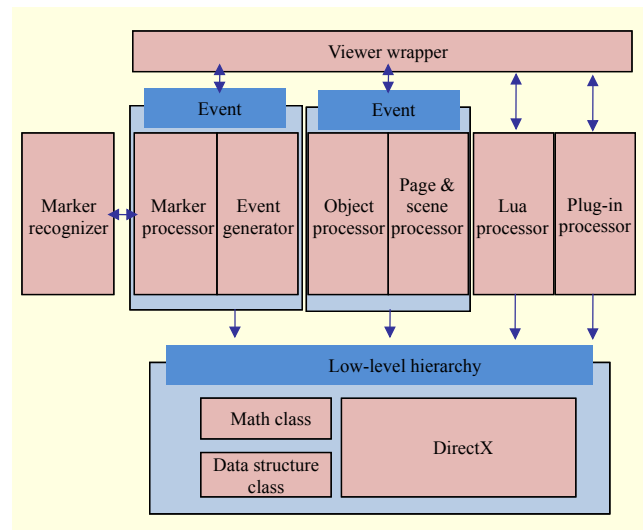 Viewer wrapper
Event
Event
Marker
recognizer
Marker
processor
Event
generator
Object
processor
Page &
scene
processor
Lua
processor
Plug-in
processor
Low-level hierarchy
Math class
Data structure
class
DirectX